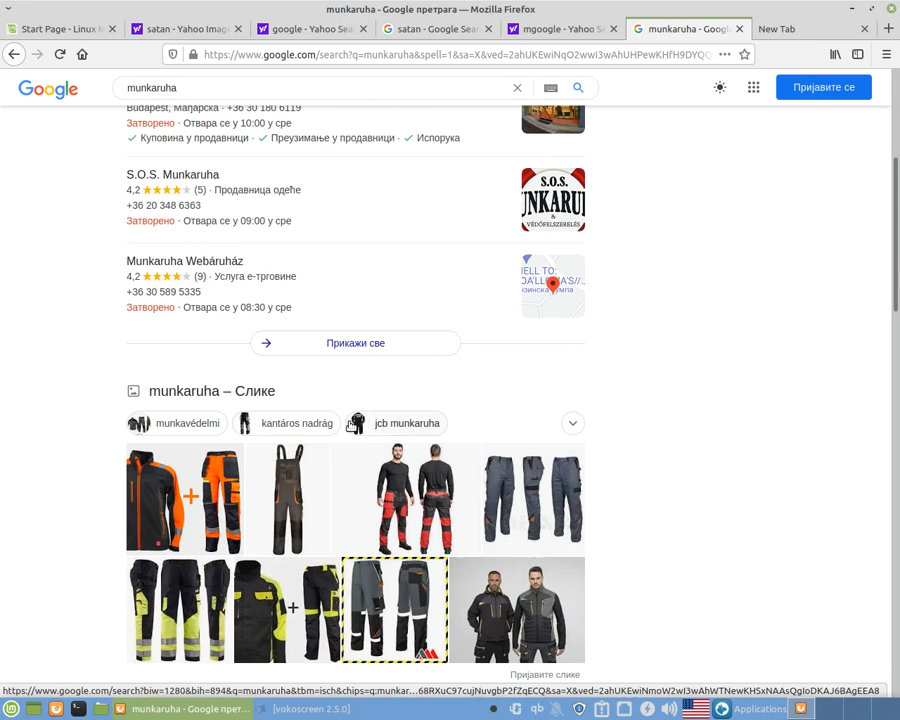 munkaruha - Google претрага — Mozilla Firefox
Start Page - Linux M
satan - Yahoo Imag
google - Yahoo Sea
satan - Google Sear
mgoogle - Yahoo Se
munkaruha - Googl
New Tab
https://www.google.com/search?q=munkaruha&spell=1&sa=X&ved=2ahUKEwiNqO2wwI3wAhUHPewKHfH9DYQQ
Google
munkaruha
Пријавите се
Budapest, Мађарска · +36 30 180 6119
Затворено · Отвара се у 10:00 у сре
Куповина у продавници · Преузимање у продавници · Испорука
S.O.S. Munkaruha
4,2 (5) · Продавница одеће
+36 20 348 6363
Затворено · Отвара се у 09:00 у сре
S.O.S.
UNKARU
&
VÉDŐFELSZERELÉS
Munkaruha Webáruház
4,2 (9) · Услуга е-трговине
+36 30 589 5335
Затворено · Отвара се у 08:30 у сре
Прикажи све
munkaruha – Слике
munkavédelmi
kantáros nadrág
jcb munkaruha
Пријавите слике
https://www.google.com/search?biw=1280&bih=894&q=munkaruha&tbm=isch&chips=q:munkar...68RXuC97cujNuvgbP2fZqECQ&sa=X&ved=2ahUKEwiNmoW2wI3wAhWTNewKHSxNAAsQgIoDKAJ6BAgEEA8
munkaruha - Google прет...
[vokoscreen 2.5.0]
Applications